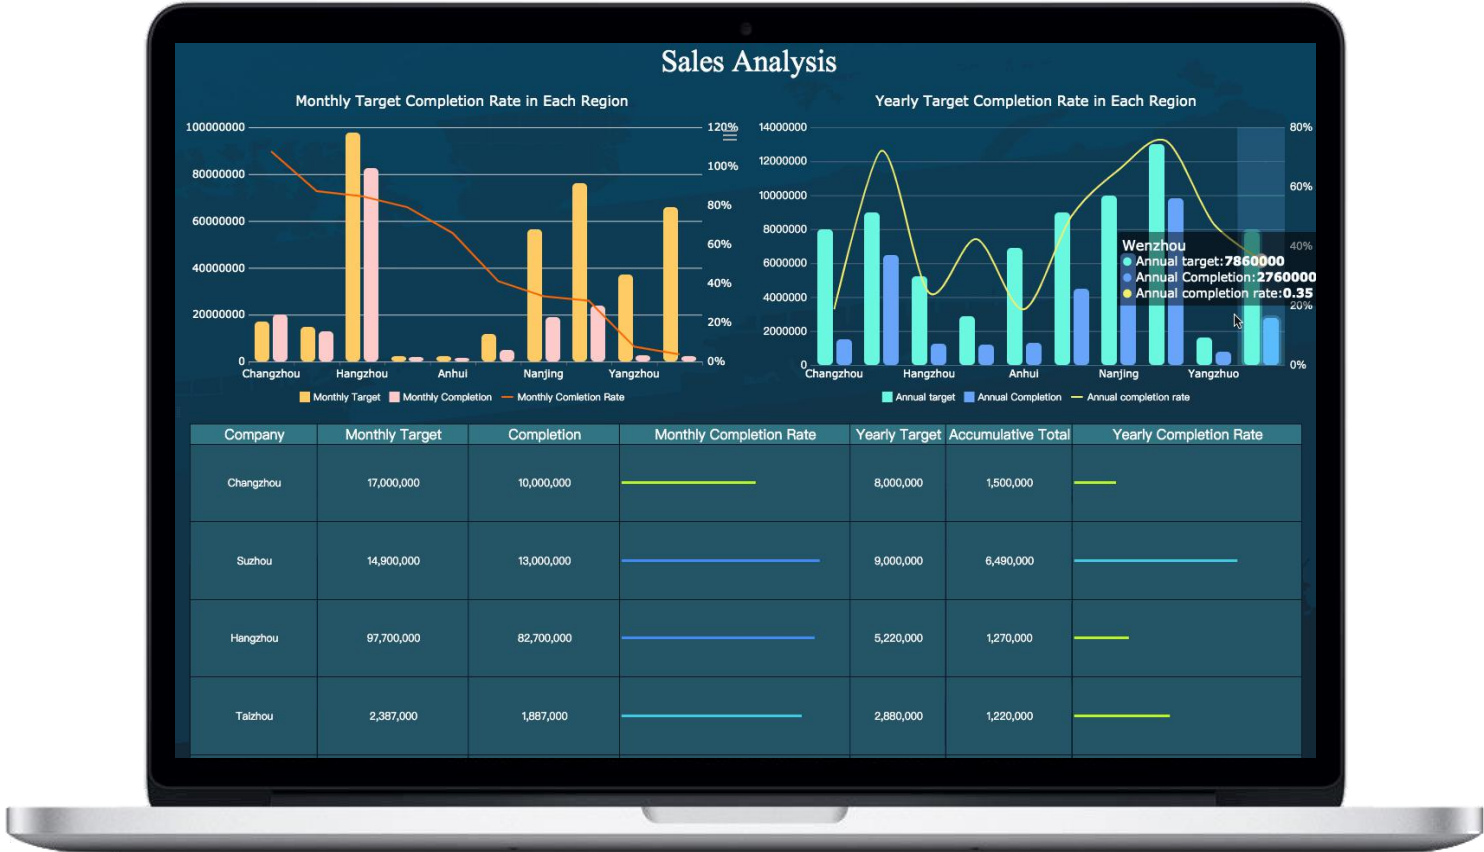 Sales Analysis
Monthly Target Completion Rate in Each Region
100000000
80000000
60000000
40000000
20000000
0
120%
100%
80%
60%
40%
20%
0%
Changzhou Hangzhou Anhui Nanjing Yangzhou
Monthly Target Monthly Completion Monthly Comletion Rate
Yearly Target Completion Rate in Each Region
14000000
12000000
10000000
8000000
6000000
4000000
2000000
0
80%
60%
40%
20%
0%
Wenzhou
Annual target:7860000
Annual Completion:2760000
Annual completion rate:0.35
Changzhou Hangzhou Anhui Nanjing Yangzhuo
Annual target Annual Completion Annual completion rate
Company Monthly Target Completion Monthly Completion Rate Yearly Target Accumulative Total Yearly Completion Rate
Changzhou 17,000,000 10,000,000 8,000,000 1,500,000
Suzhou 14,900,000 13,000,000 9,000,000 6,490,000
Hangzhou 97,700,000 82,700,000 5,220,000 1,270,000
Taizhou 2,387,000 1,887,000 2,880,000 1,220,000